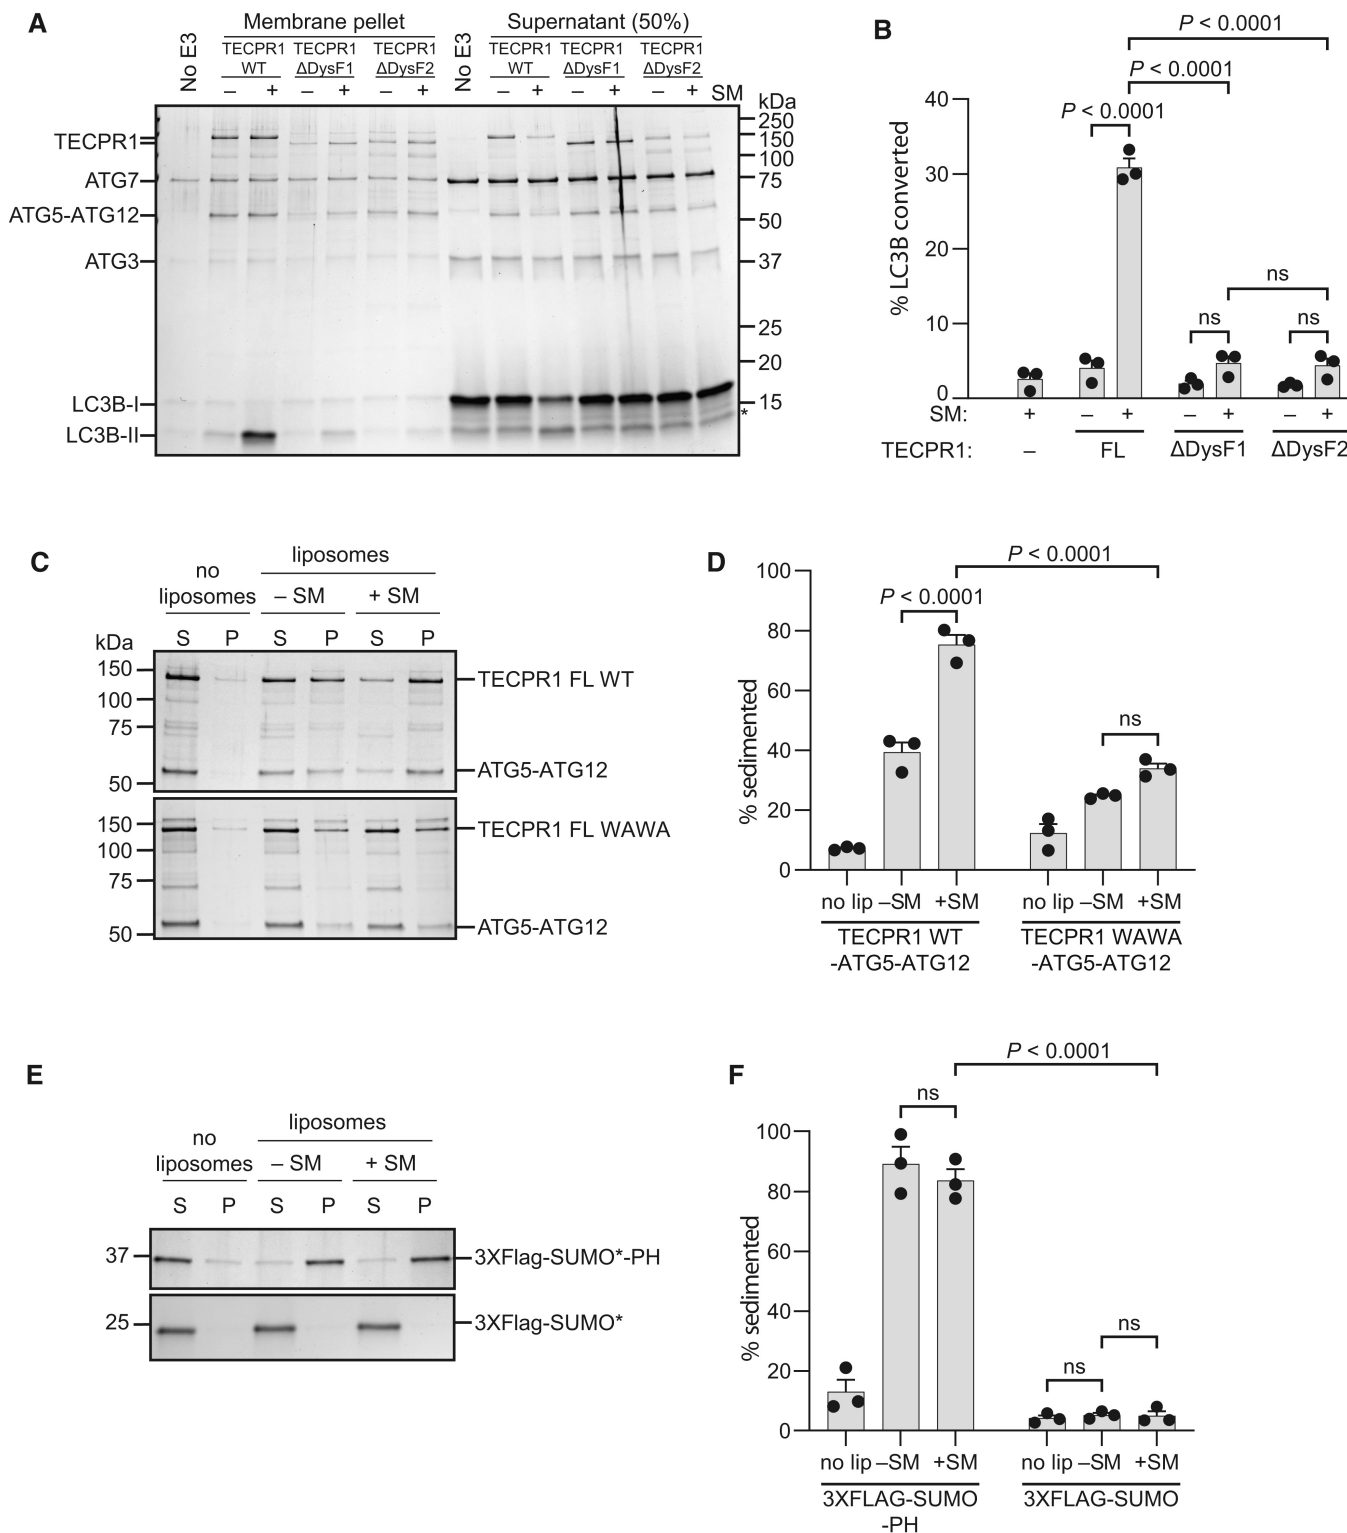 A
Membrane pellet
Supernatant (50%)
No E3
TECPR1 WT
TECPR1 ΔDysF1
TECPR1 ΔDysF2
No E3
TECPR1 WT
TECPR1 ΔDysF1
TECPR1 ΔDysF2
– + – + – + – + – + – + SM
kDa
TECPR1
ATG7
ATG5-ATG12
ATG3
LC3B-I
LC3B-II
250
150
100
75
50
37
25
20
15
*
B
P < 0.0001
P < 0.0001
P < 0.0001
ns
ns
ns
% LC3B converted
40
30
20
10
0
SM: + – + – + – +
TECPR1: – FL ΔDysF1 ΔDysF2
C
liposomes
no liposomes
– SM
+ SM
kDa
S P S P S P
150
100
75
50
TECPR1 FL WT
ATG5-ATG12
150
100
75
50
TECPR1 FL WAWA
ATG5-ATG12
D
P < 0.0001
P < 0.0001
ns
% sedimented
100
80
60
40
20
0
no lip –SM +SM no lip –SM +SM
TECPR1 WT
-ATG5-ATG12
TECPR1 WAWA
-ATG5-ATG12
E
liposomes
no liposomes
– SM
+ SM
S P S P S P
37
3XFlag-SUMO*-PH
25
3XFlag-SUMO*
F
P < 0.0001
ns
ns
ns
% sedimented
100
80
60
40
20
0
no lip –SM +SM no lip –SM +SM
3XFLAG-SUMO
-PH
3XFLAG-SUMO